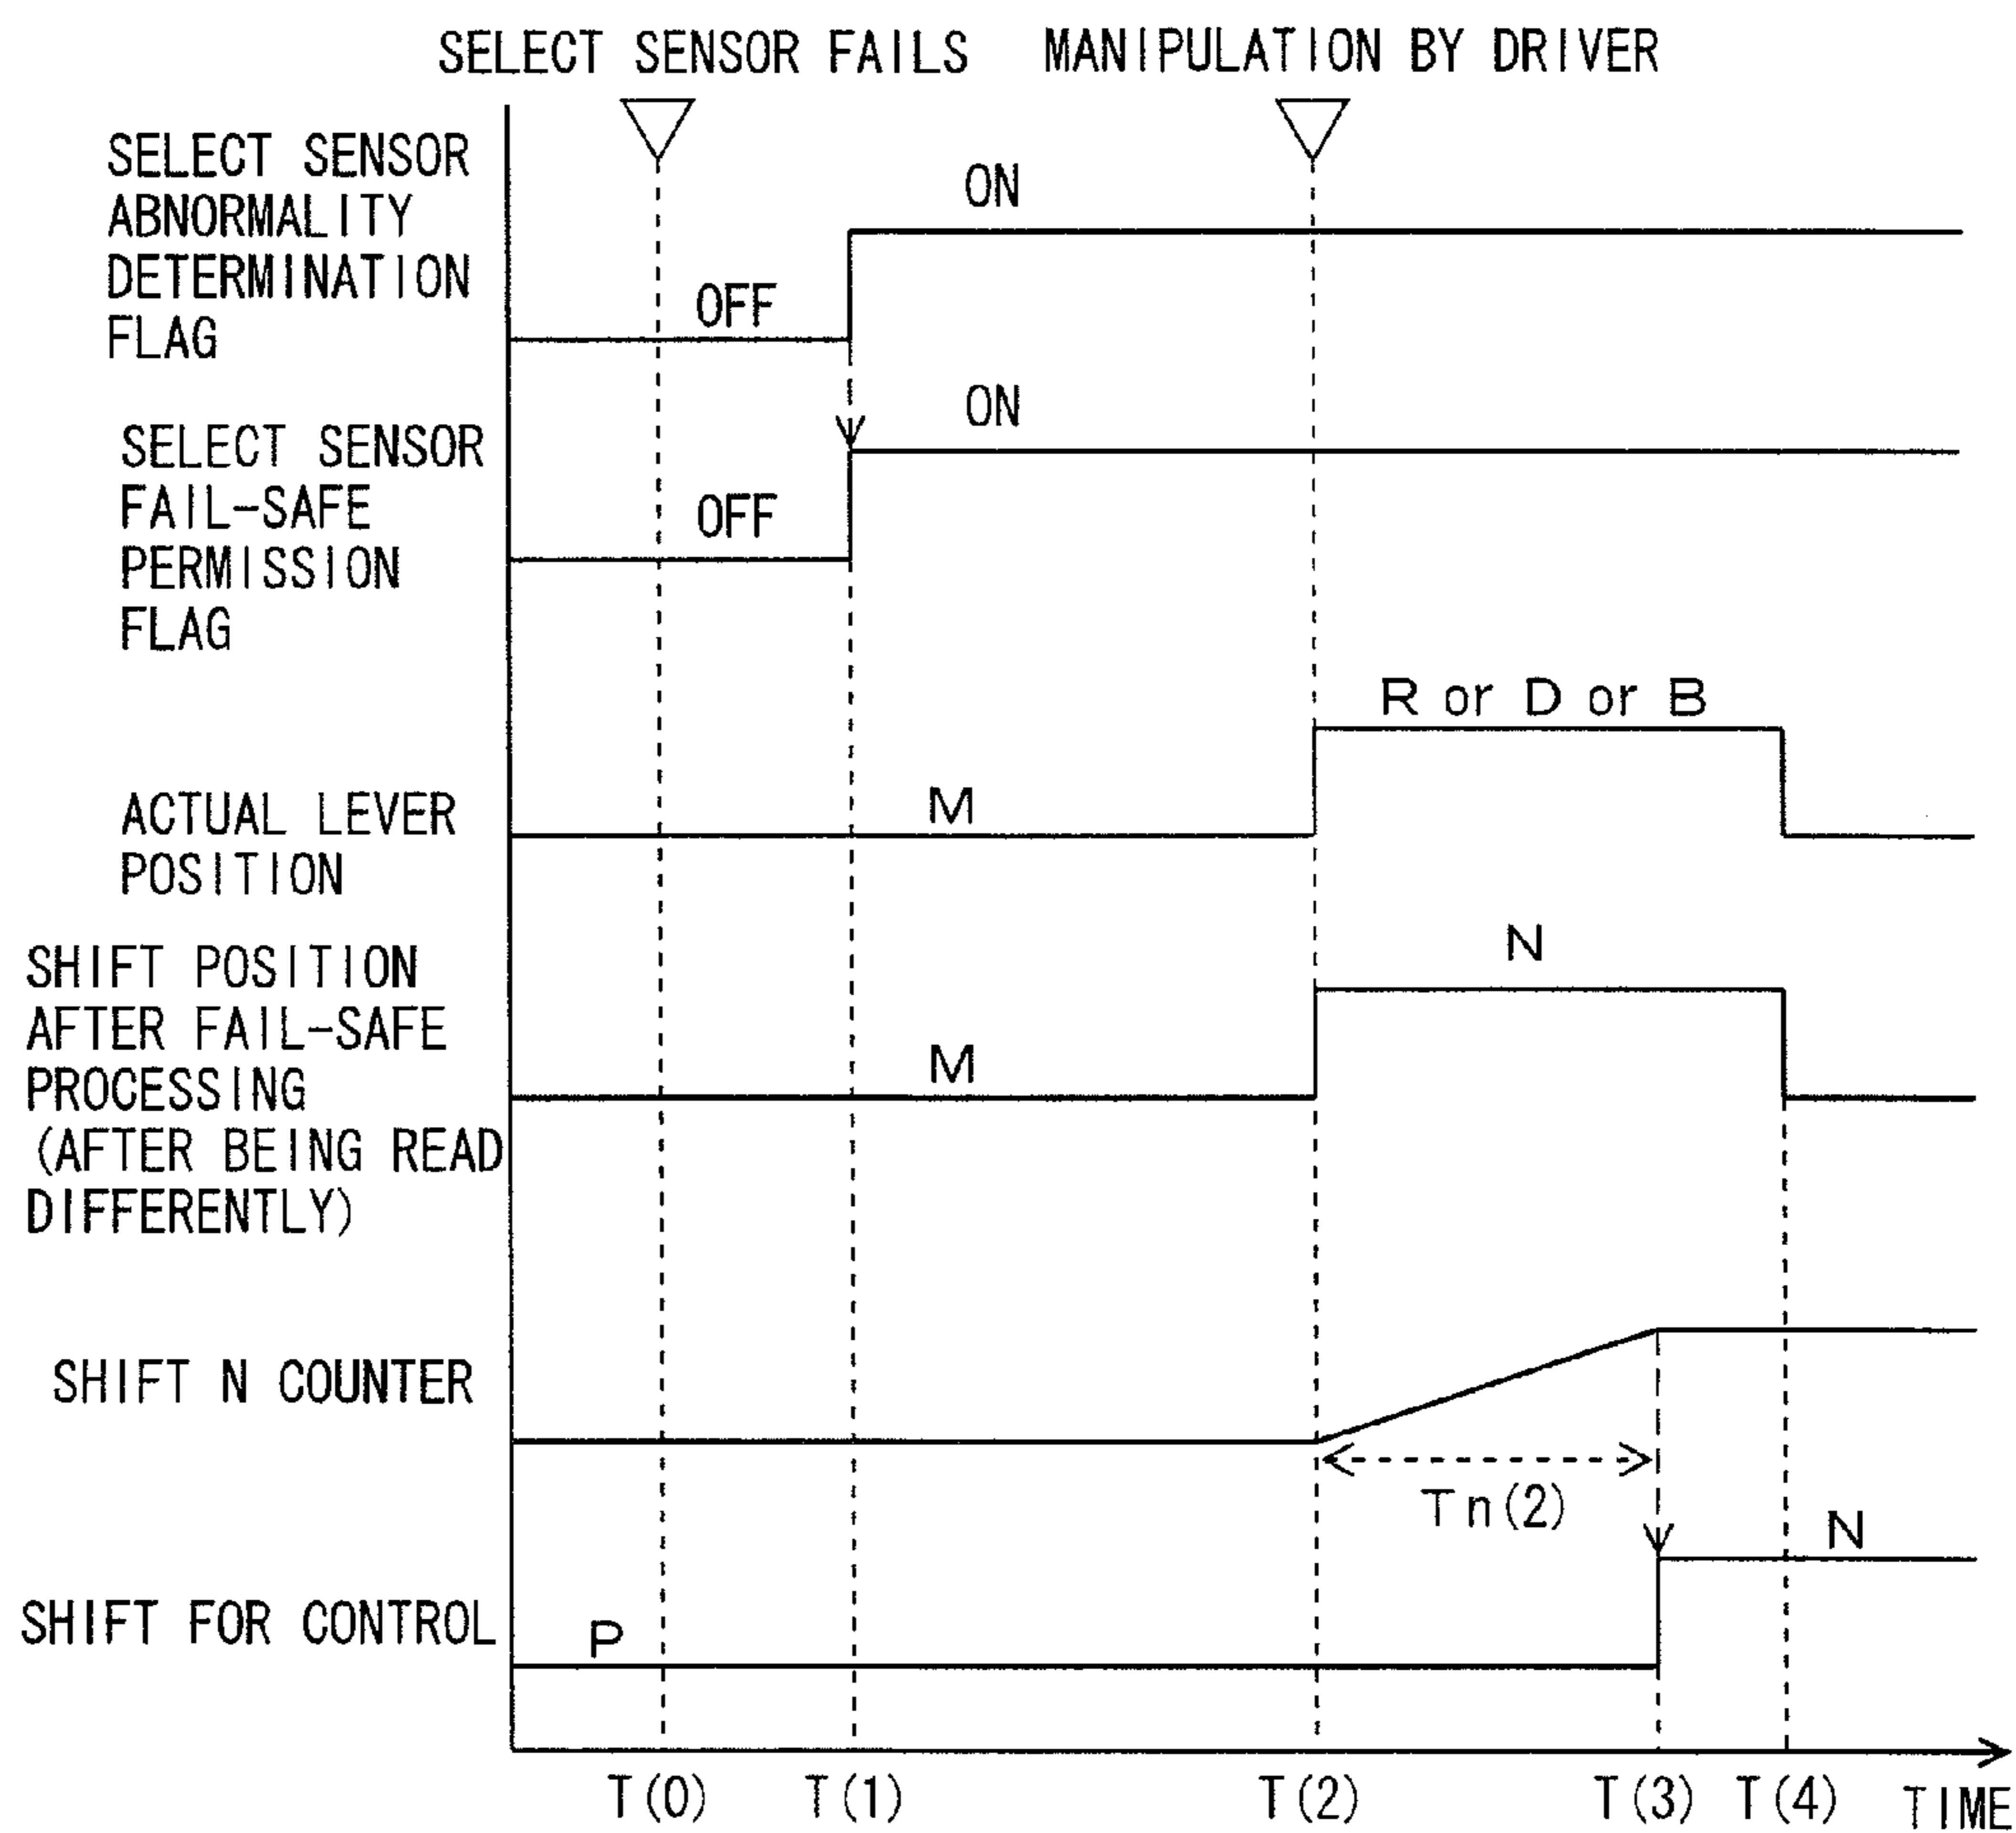 SELECT SENSOR FAILS
MANIPULATION BY DRIVER
SELECT SENSOR
ABNORMALITY
DETERMINATION
FLAG
OFF
ON
SELECT SENSOR
FAIL-SAFE
PERMISSION
FLAG
OFF
ON
ACTUAL LEVER
POSITION
M
R or D or B
SHIFT POSITION
AFTER FAIL-SAFE
PROCESSING
(AFTER BEING READ
DIFFERENTLY)
M
N
SHIFT N COUNTER
Tn(2)
SHIFT FOR CONTROL
P
N
T(0) T(1) T(2) T(3) T(4) TIME